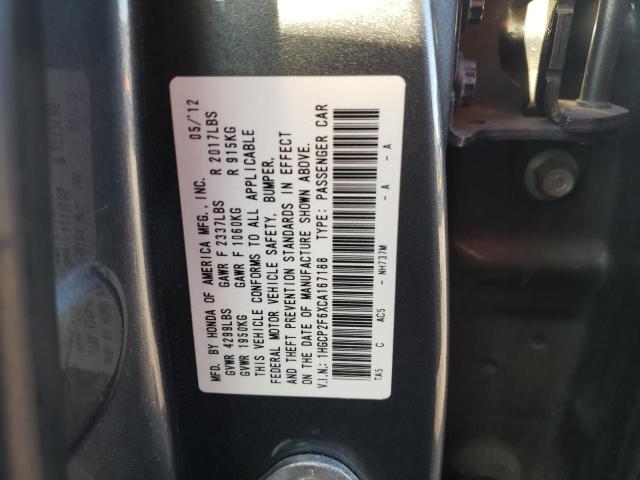 MFD. BY HONDA OF AMERICA MFG., INC. 05/'12
GVWR 4299LBS GAWR F 2337LBS R 2017LBS
GVWR 1950KG GAWR F 1060KG R 915KG
THIS VEHICLE CONFORMS TO ALL APPLICABLE
FEDERAL MOTOR VEHICLE SAFETY, BUMPER,
AND THEFT PREVENTION STANDARDS IN EFFECT
ON THE DATE OF MANUFACTURE SHOWN ABOVE.
V.I.N.: 1HGCP2F6XCA167188 TYPE: PASSENGER CAR
TA5 C AC5 - NH737M - A - A